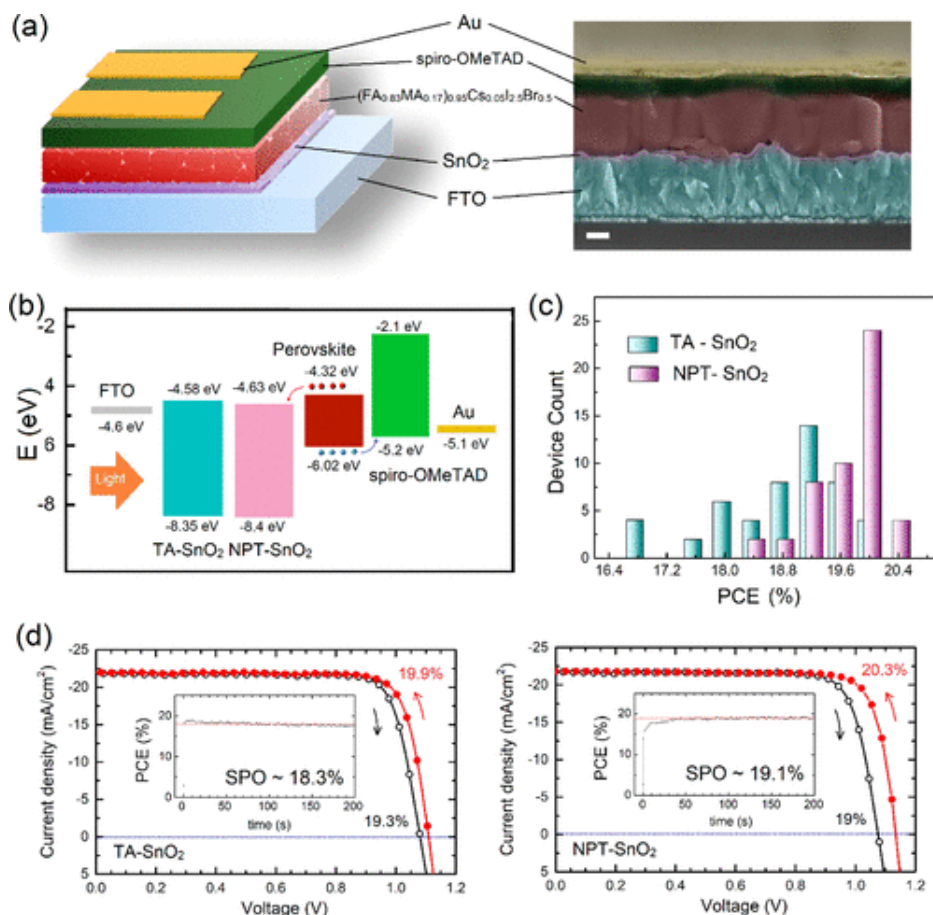 (a)
Au
spiro-OMeTAD
(FA0.83MA0.17)0.95Cs0.05I2.5Br0.5
SnO2
FTO
(b)
E (eV)
-2
-4
-6
-8
FTO
-4.6 eV
Light
-4.58 eV
-8.35 eV
TA-SnO2
-4.63 eV
-8.4 eV
NPT-SnO2
Perovskite
-4.32 eV
-6.02 eV
-2.1 eV
-5.2 eV
spiro-OMeTAD
Au
-5.1 eV
(c)
Device Count
25
20
15
10
5
0
TA - SnO2
NPT- SnO2
16.4 17.2 18.0 18.8 19.6 20.4
PCE (%)
(d)
Current density (mA/cm2)
-25
-20
-15
-10
-5
0
5
19.9%
PCE (%)
20
10
0
SPO ~ 18.3%
0 50 100 150 200
time (s)
19.3%
TA-SnO2
0.0 0.2 0.4 0.6 0.8 1.0 1.2
Voltage (V)
Current density (mA/cm2)
-25
-20
-15
-10
-5
0
5
20.3%
PCE (%)
20
10
0
SPO ~ 19.1%
0 50 100 150 200
time (s)
19%
NPT-SnO2
0.0 0.2 0.4 0.6 0.8 1.0 1.2
Voltage (V)